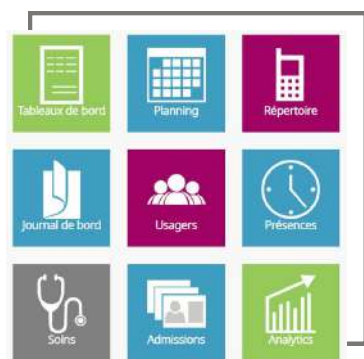 Tableaux de bord
Planning
Répertoire
Journal de bord
Usagers
Présences
Soins
Admissions
Analytics